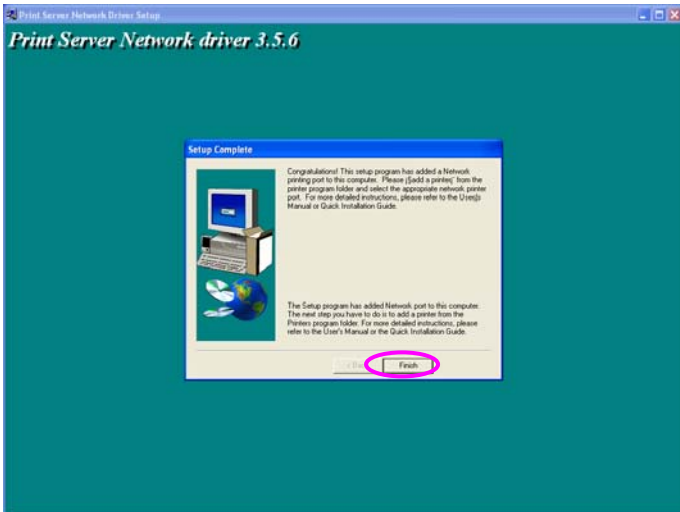 Print Server Network Driver Setup
Print Server Network driver 3.5.6
Setup Complete
Congratulations! This setup program has added a Network
printing port to this computer. Please ¡§add a printer¡¨ from the
printer program folder and select the appropriate network printer
port. For more detailed instructions, please refer to the User¡¦s
Manual or Quick Installation Guide.
The Setup program has added Network port to this computer.
The next step you have to do is to add a printer from the
Printers program folder. For more detailed instructions, please
refer to the User's Manual or the Quick Installation Guide.
Finish